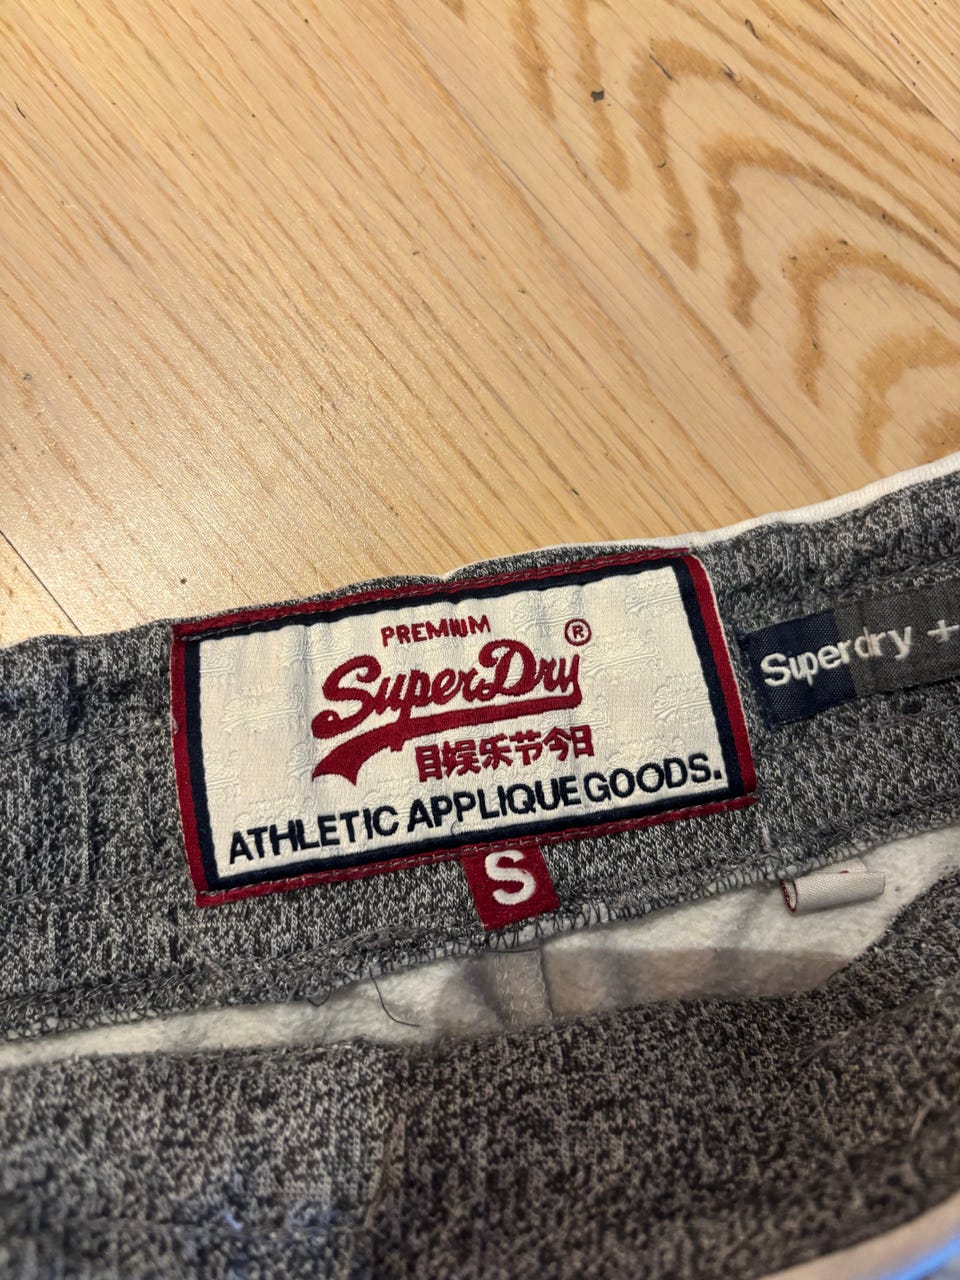 PREMIUM
SuperDry®
目娱乐节今日
ATHLETIC APPLIQUE GOODS.
S
Superdry +